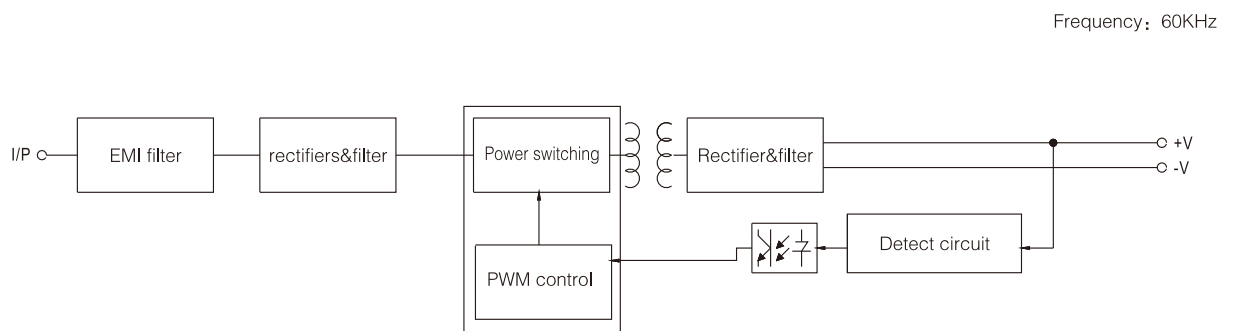 Frequency：60KHz
I/P
EMI filter
rectifiers&filter
Power switching
Rectifier&filter
+V
-V
Detect circuit
PWM control